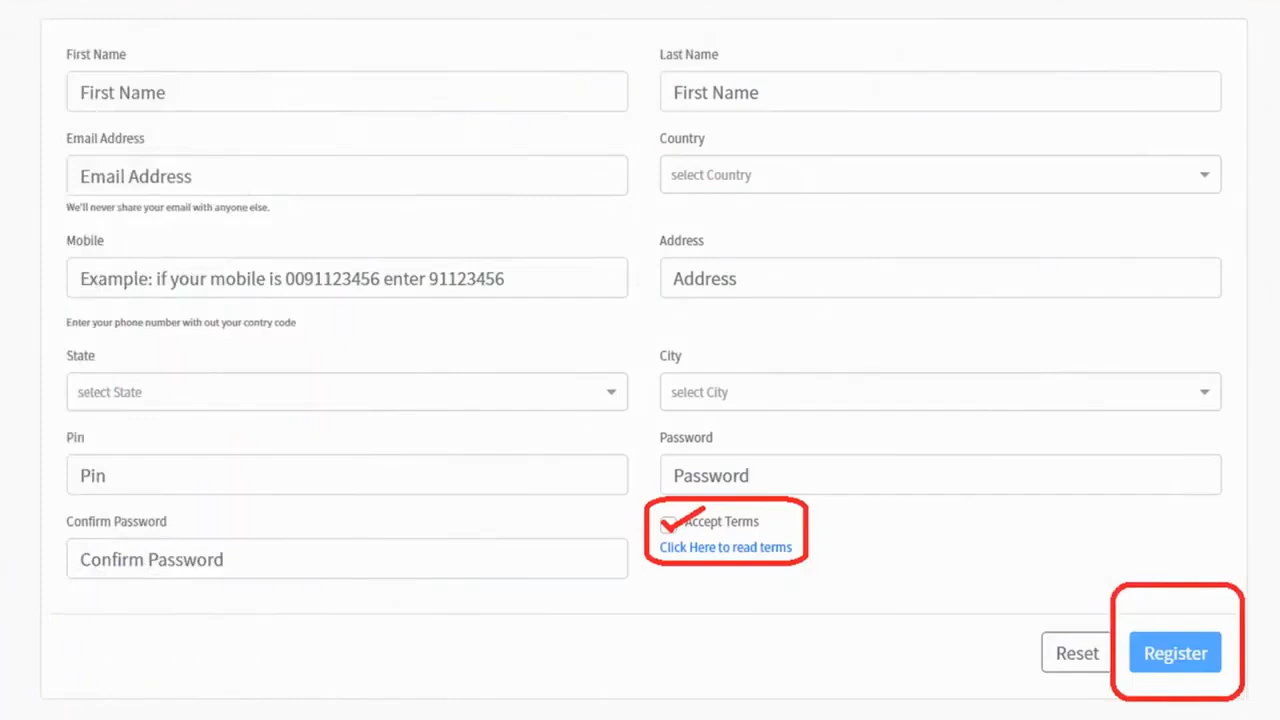 First Name
First Name
Last Name
First Name
Email Address
Email Address
We'll never share your email with anyone else.
Country
select Country
Mobile
Example: if your mobile is 0091123456 enter 91123456
Enter your phone number with out your contry code
Address
Address
State
select State
City
select City
Pin
Pin
Password
Password
Confirm Password
Confirm Password
Accept Terms
Click Here to read terms
Reset
Register